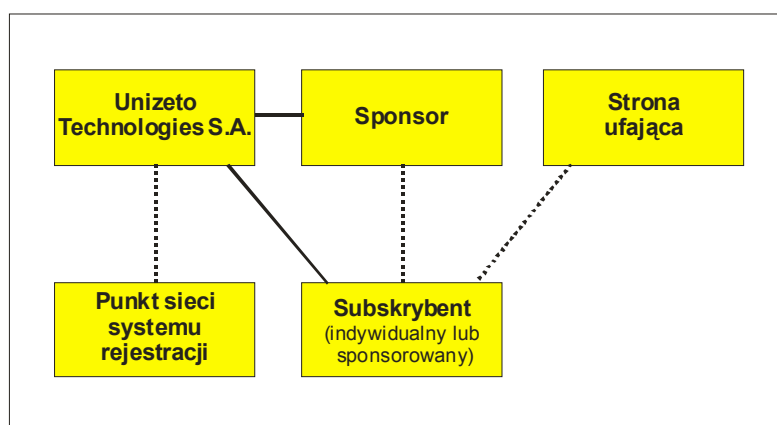 Unizeto
Technologies S.A.
Sponsor
Strona
ufająca
Punkt sieci
systemu
rejestracji
Subskrybent
(indywidualny lub
sponsorowany)